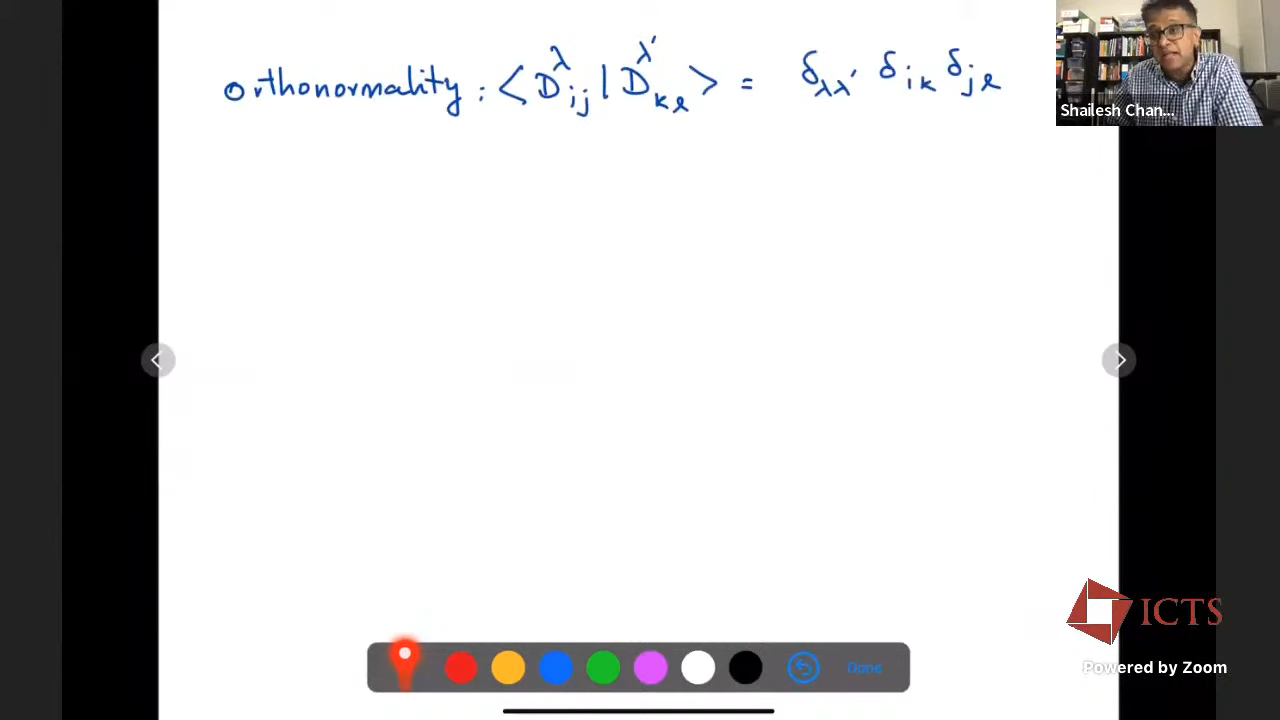 orthonormality : < D^λ_ij | D^λ'_kl > = δ_λλ' δ_ik δ_jl
Shailesh Chan...
ICTS
Powered by Zoom
Done